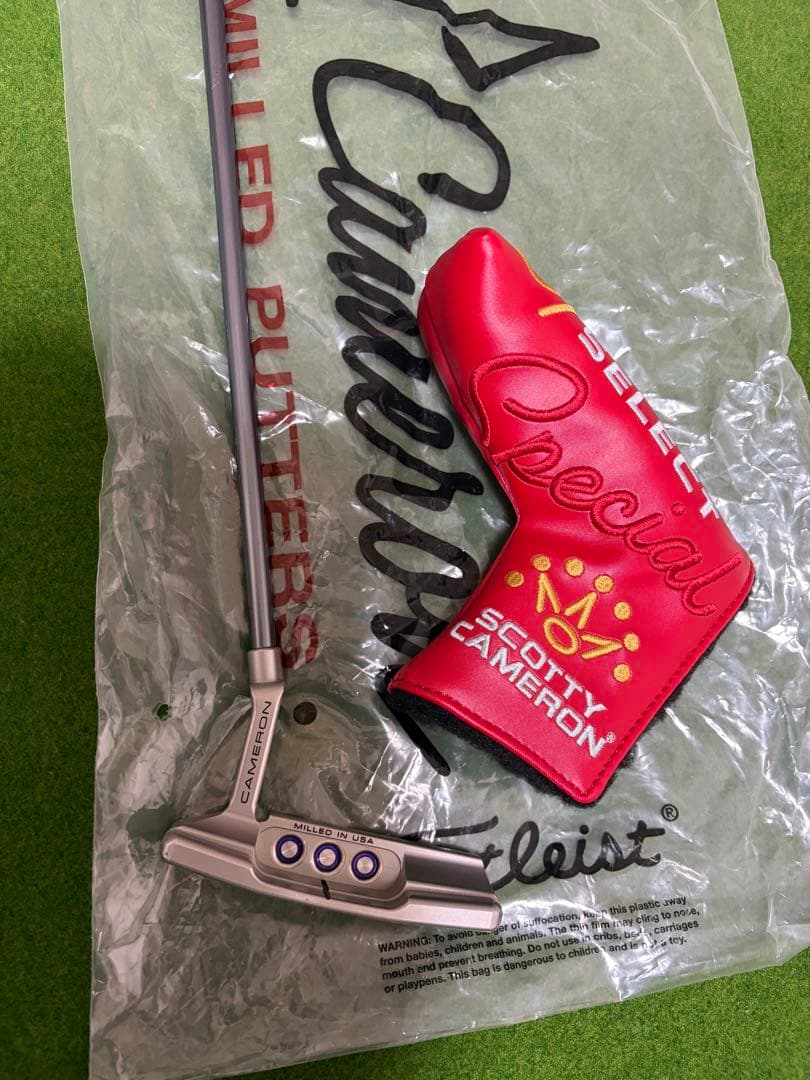 Cameron
MILLED PUTTERS
SELECT
Special
SCOTTY
CAMERON®
CAMERON
MILLED IN USA
Titleist®
WARNING: To avoid danger of suffocation, keep this plastic away
from babies, children and animals. The thin film may cling to nose,
mouth and prevent breathing. Do not use in cribs, beds, carriages
or playpens. This bag is dangerous to children and is not a toy.